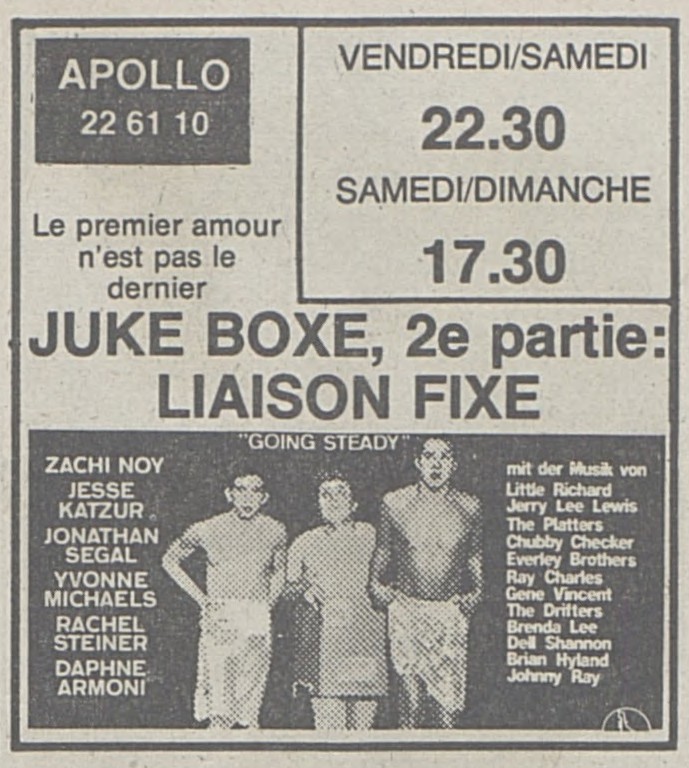 APOLLO
22 61 10
VENDREDI/SAMEDI
22.30
SAMEDI/DIMANCHE
17.30
Le premier amour
n'est pas le
dernier
JUKE BOXE, 2e partie:
LIAISON FIXE
"GOING STEADY"
ZACHI NOY
JESSE
KATZUR
JONATHAN
SEGAL
YVONNE
MICHAELS
RACHEL
STEINER
DAPHNE
ARMONI
mit der Musik von
Little Richard
Jerry Lee Lewis
The Platters
Chubby Checker
Everley Brothers
Ray Charles
Gene Vincent
The Drifters
Brenda Lee
Dell Shannon
Brian Hyland
Johnny Ray